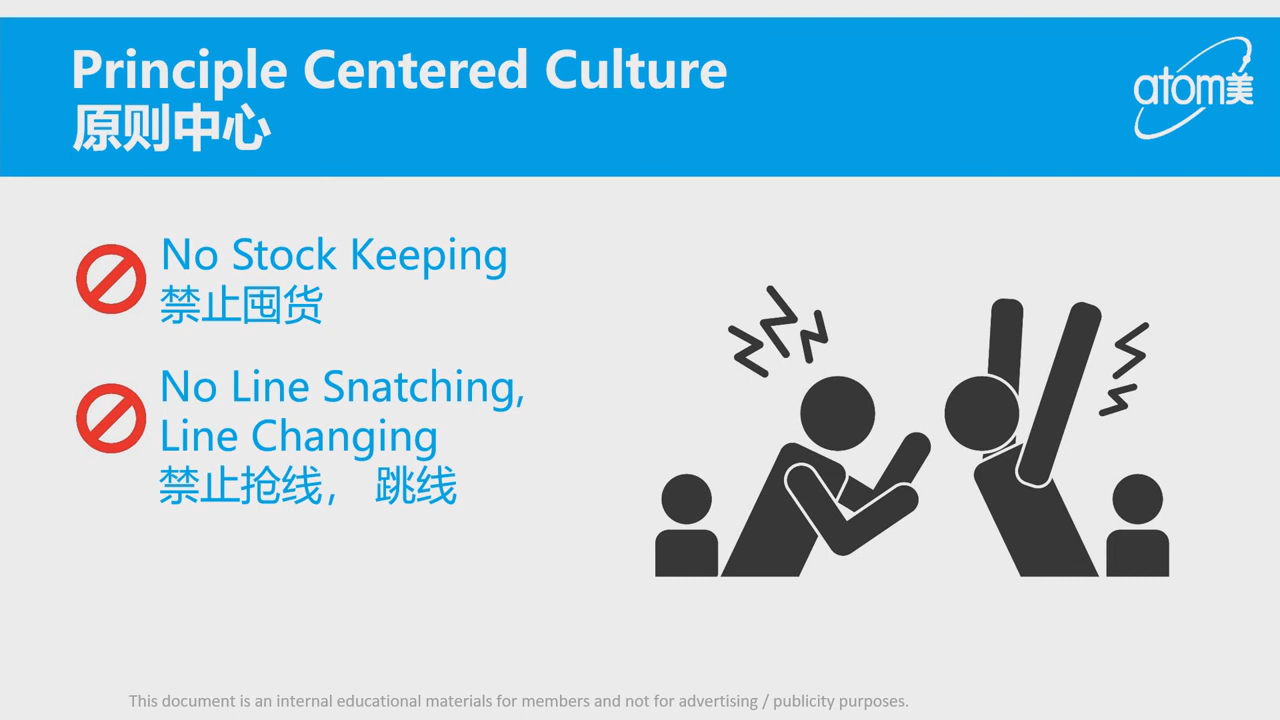 Principle Centered Culture
原则中心
atom美
No Stock Keeping
禁止囤货
No Line Snatching,
Line Changing
禁止抢线， 跳线
This document is an internal educational materials for members and not for advertising / publicity purposes.